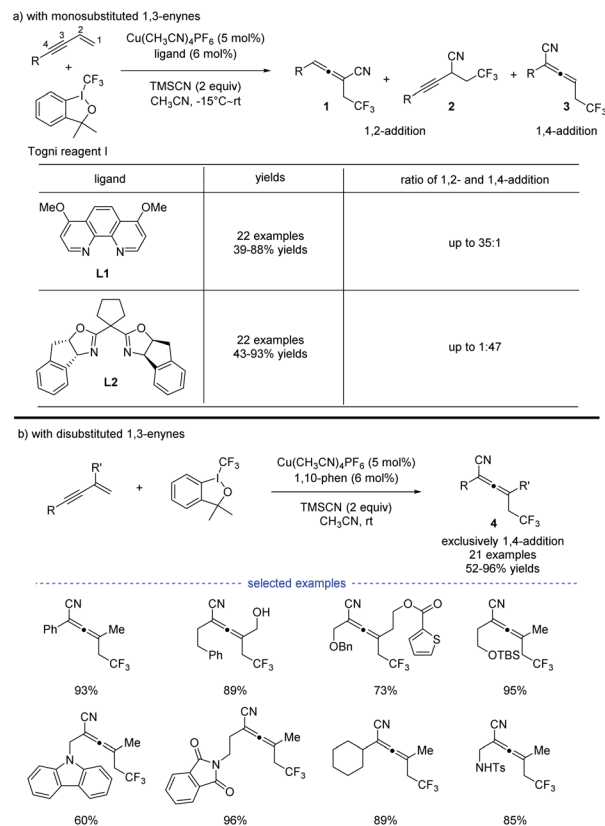 a) with monosubstituted 1,3-enynes
4 3 2 1
R
+
CF3
I
O
Togni reagent I
Cu(CH3CN)4PF6 (5 mol%)
ligand (6 mol%)
TMSCN (2 equiv)
CH3CN, -15°C~rt
R CN CF3
1
+
CN CF3 R
2
+
CN R CF3
3
1,2-addition
1,4-addition
ligand yields ratio of 1,2- and 1,4-addition
MeO OMe
N N
L1
22 examples
39-88% yields
up to 35:1
O O
N N
L2
22 examples
43-93% yields
up to 1:47
b) with disubstituted 1,3-enynes
R'
R
+
CF3
I
O
Cu(CH3CN)4PF6 (5 mol%)
1,10-phen (6 mol%)
TMSCN (2 equiv)
CH3CN, rt
CN
R R'
CF3
4
exclusively 1,4-addition
21 examples
52-96% yields
selected examples
CN
Ph Me
CF3
93%
CN OH
Ph CF3
89%
CN O O
OBn S
CF3
73%
CN
Me
OTBS CF3
95%
CN
N Me
CF3
60%
CN
O Me
N
O CF3
96%
CN
Me
CF3
89%
CN
Me
NHTs CF3
85%